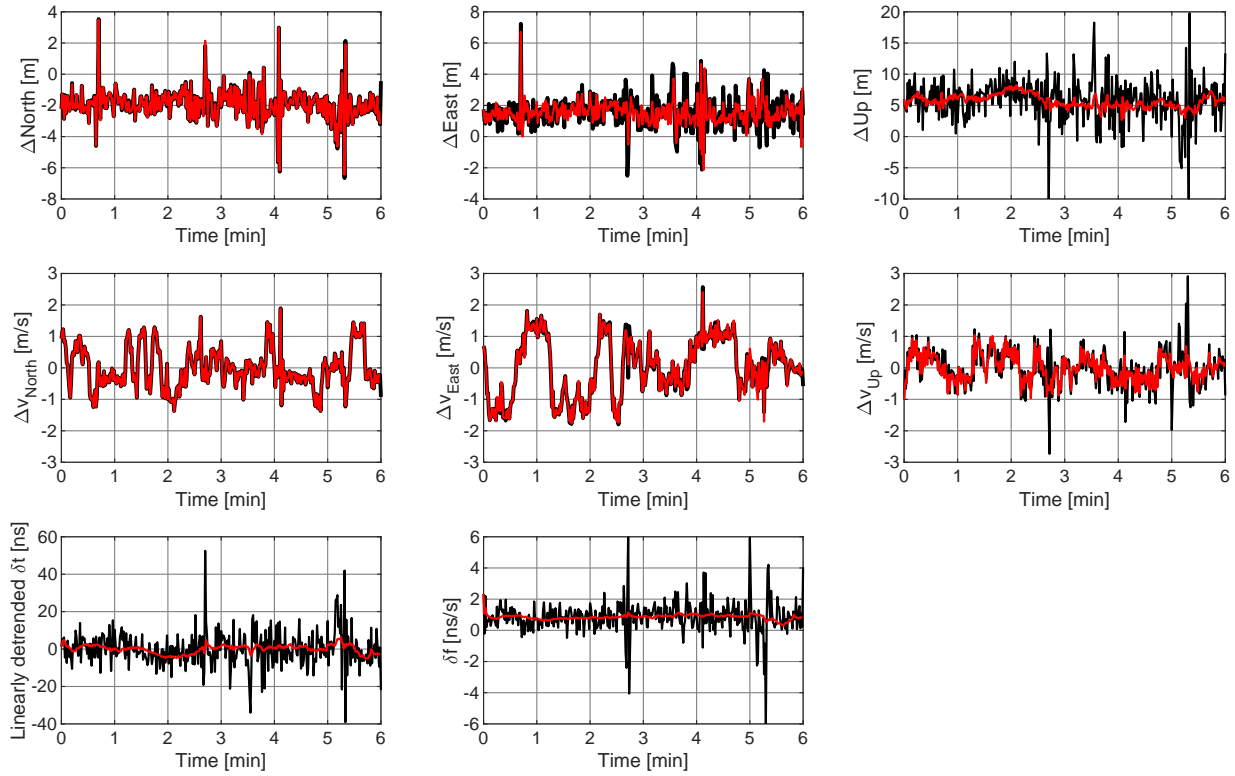 4
2
0
-2
-4
-6
-8
ΔNorth [m]
0 1 2 3 4 5 6
Time [min]
8
6
4
2
0
-2
-4
ΔEast [m]
0 1 2 3 4 5 6
Time [min]
20
15
10
5
0
-5
-10
ΔUp [m]
0 1 2 3 4 5 6
Time [min]
3
2
1
0
-1
-2
-3
Δv_North [m/s]
0 1 2 3 4 5 6
Time [min]
3
2
1
0
-1
-2
-3
Δv_East [m/s]
0 1 2 3 4 5 6
Time [min]
3
2
1
0
-1
-2
-3
Δv_Up [m/s]
0 1 2 3 4 5 6
Time [min]
60
40
20
0
-20
-40
Linearly detrended δt [ns]
0 1 2 3 4 5 6
Time [min]
6
4
2
0
-2
-4
-6
δf [ns/s]
0 1 2 3 4 5 6
Time [min]